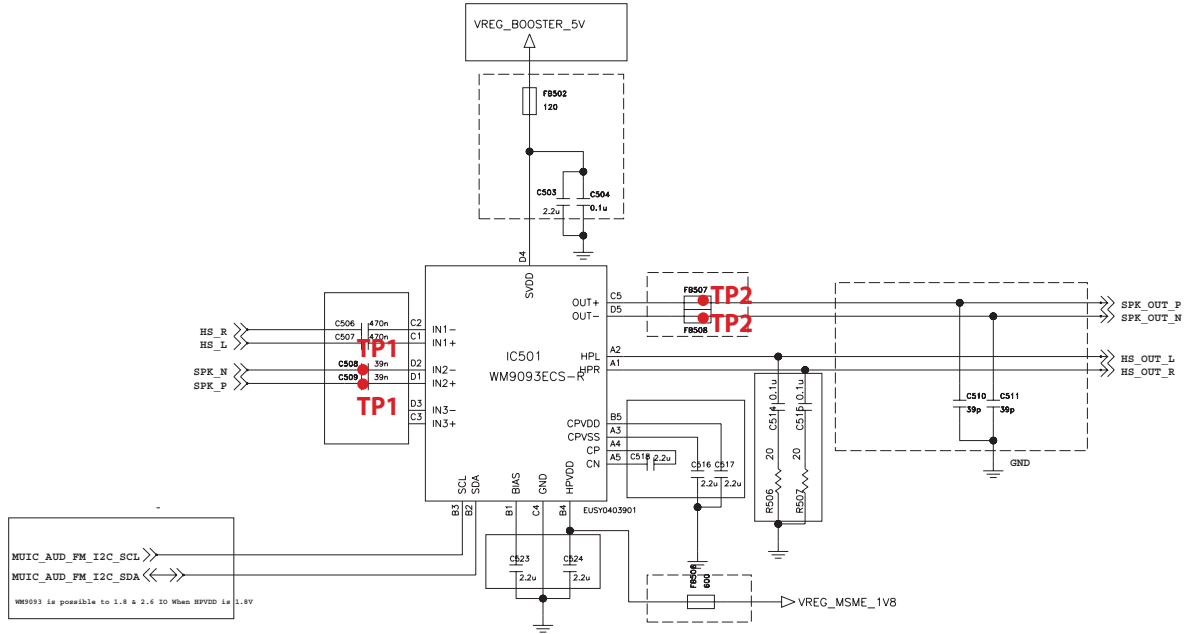 VREG_BOOSTER_5V
FB502
120
C503
C504
2.2u
0.1u
D4
SVDD
HS_R
HS_L
C506 470n C2 IN1-
C507 470n C1 IN1+
TP1
SPK_N
SPK_P
C508 39n D2 IN2-
C509 39n D1 IN2+
TP1
D3 IN3-
C3 IN3+
IC501
WM9093ECS-R
OUT+ C5
OUT- D5
FB507
TP2
TP2
FB508
SPK_OUT_P
SPK_OUT_N
HPL A2
HPR A1
HS_OUT_L
HS_OUT_R
C510
39p
C511
39p
GND
C514 0.1u
C515 0.1u
20
20
R506
R507
CPVDD B5
CPVSS A3
CP A4
CN A5
C518 2.2u
C516
2.2u
C517
2.2u
SCL
SDA
BIAS
GND
HPVDD
B3
B2
B1
C4
B4
EUSY0403901
-
MUIC_AUD_FM_I2C_SCL
MUIC_AUD_FM_I2C_SDA
WM9093 is possible to 1.8 & 2.6 IO When HPVDD is 1.8V
C523
2.2u
C524
2.2u
600
VREG_MSME_1V8